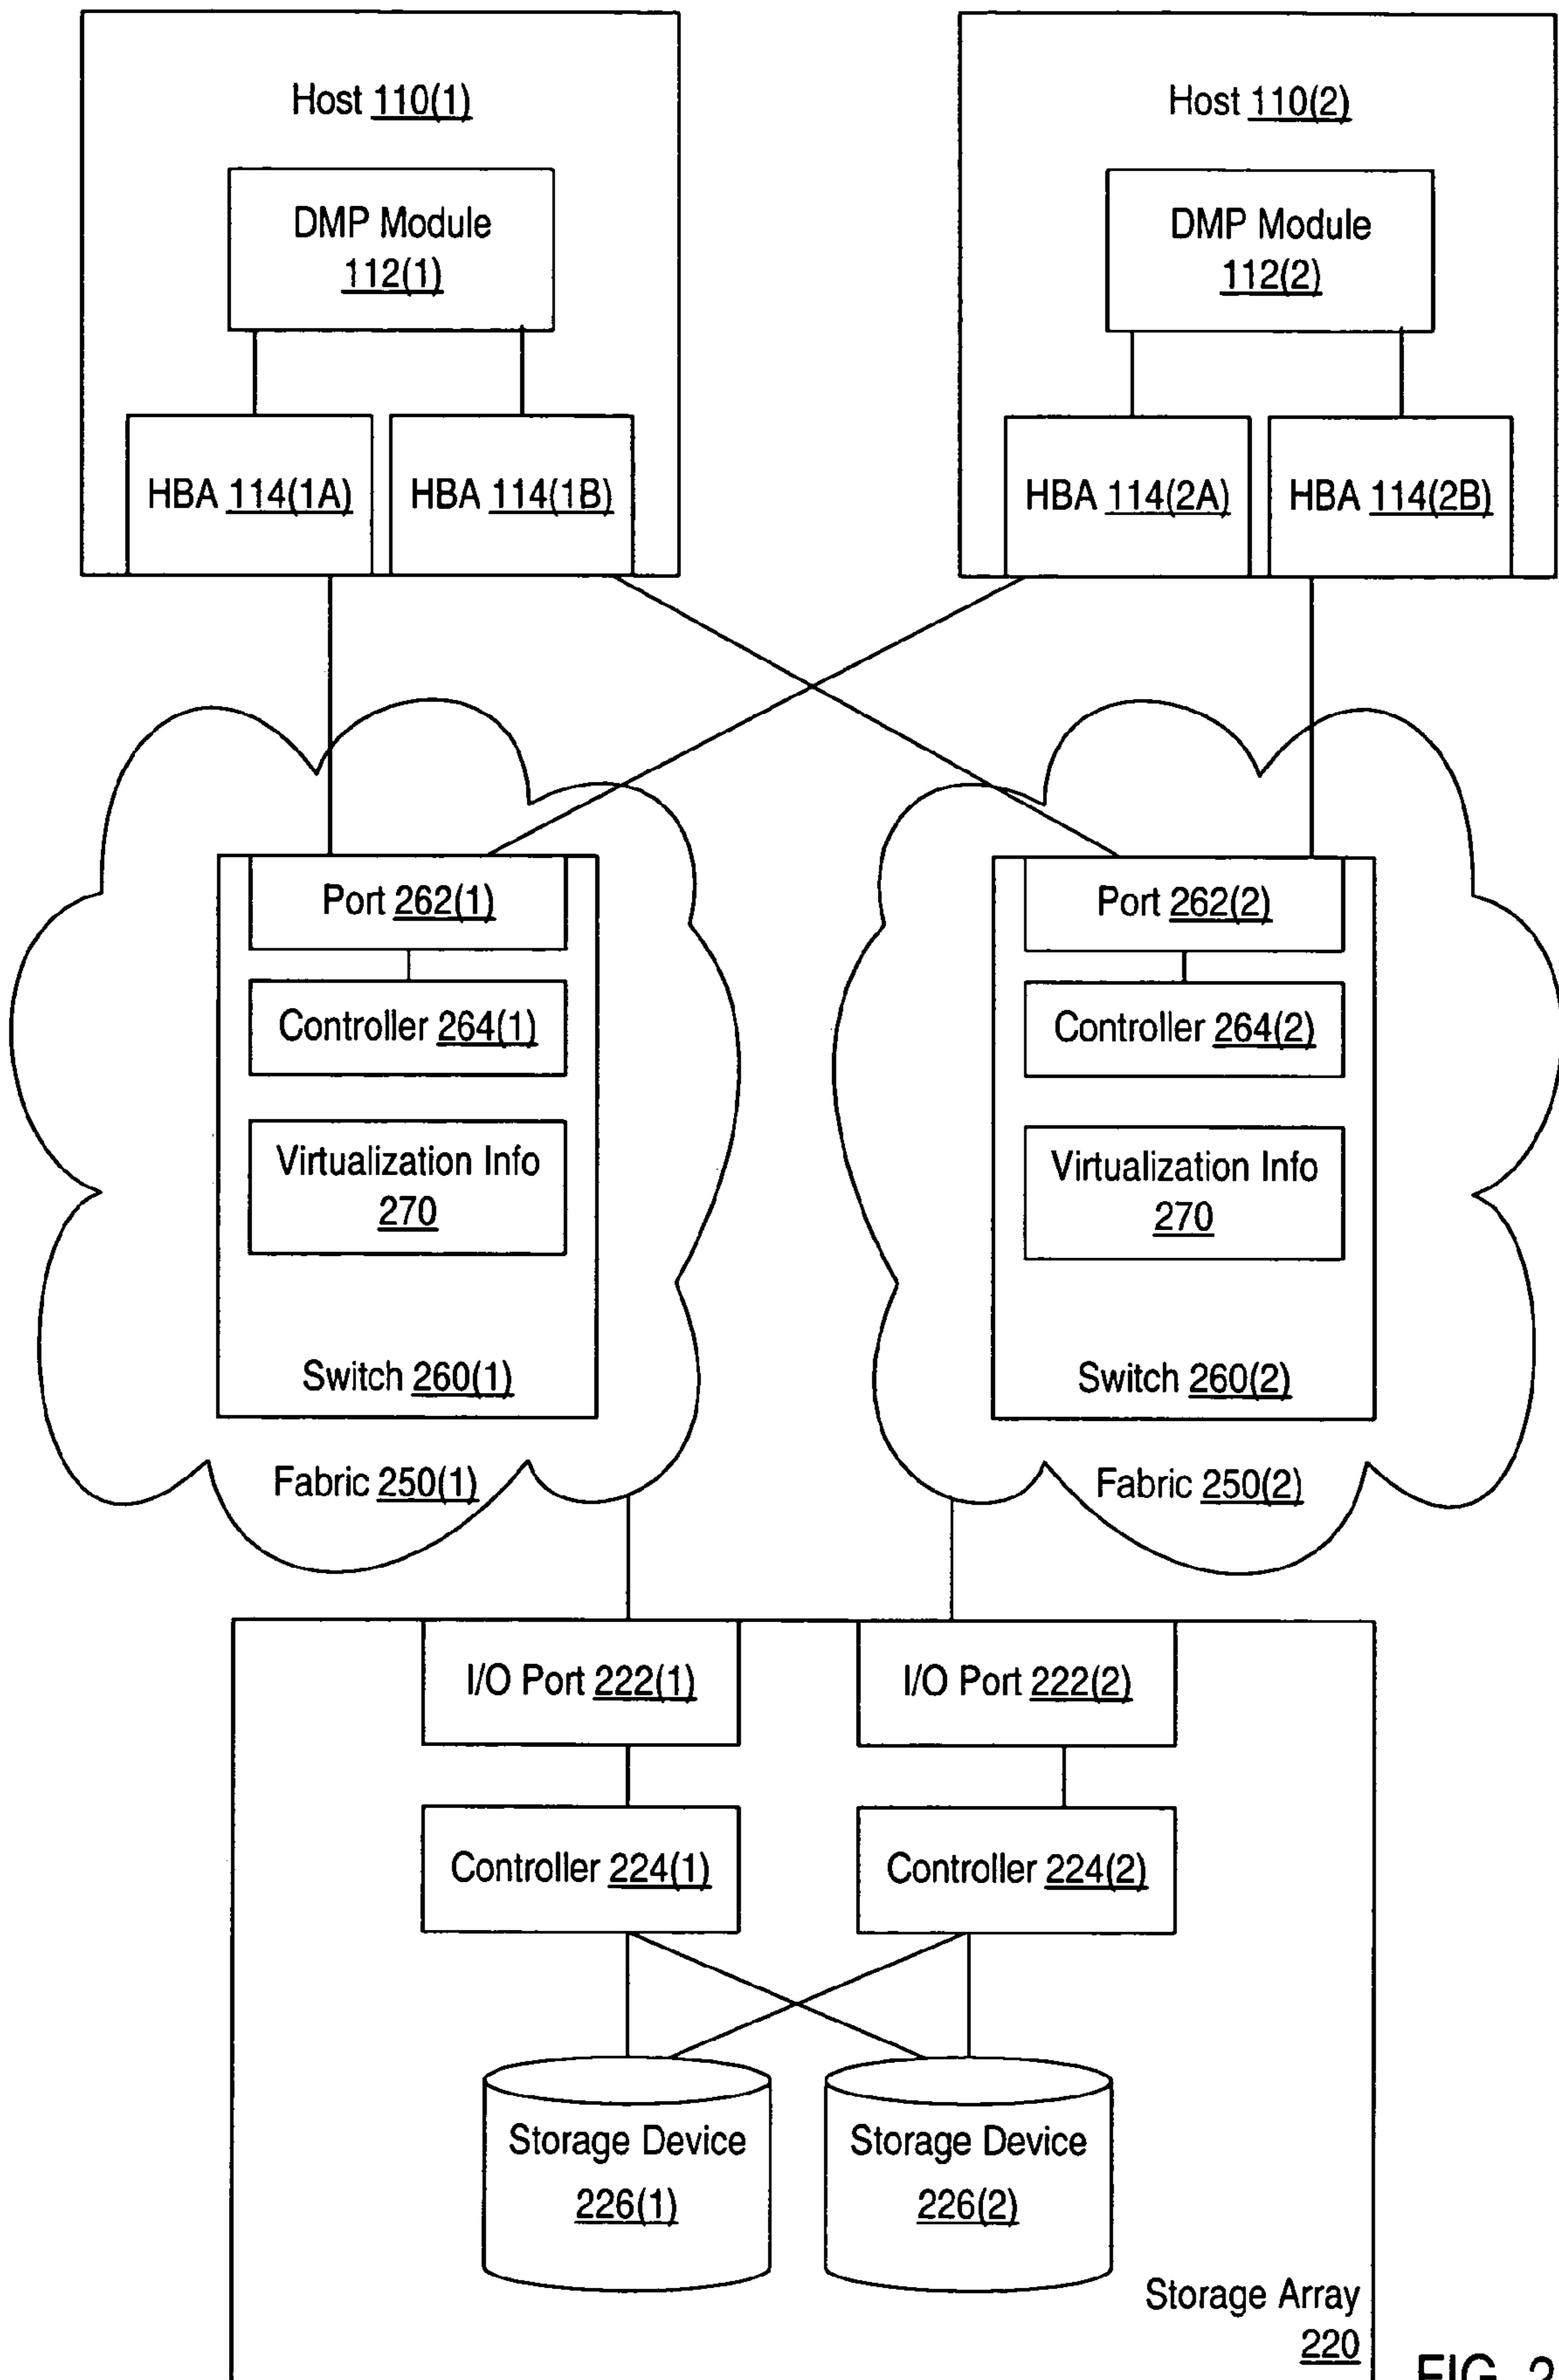 Host 110(1)
Host 110(2)
DMP Module
112(1)
DMP Module
112(2)
HBA 114(1A)
HBA 114(1B)
HBA 114(2A)
HBA 114(2B)
Port 262(1)
Port 262(2)
Controller 264(1)
Controller 264(2)
Virtualization Info
270
Virtualization Info
270
Switch 260(1)
Switch 260(2)
Fabric 250(1)
Fabric 250(2)
I/O Port 222(1)
I/O Port 222(2)
Controller 224(1)
Controller 224(2)
Storage Device
226(1)
Storage Device
226(2)
Storage Array
220
FIG. 2